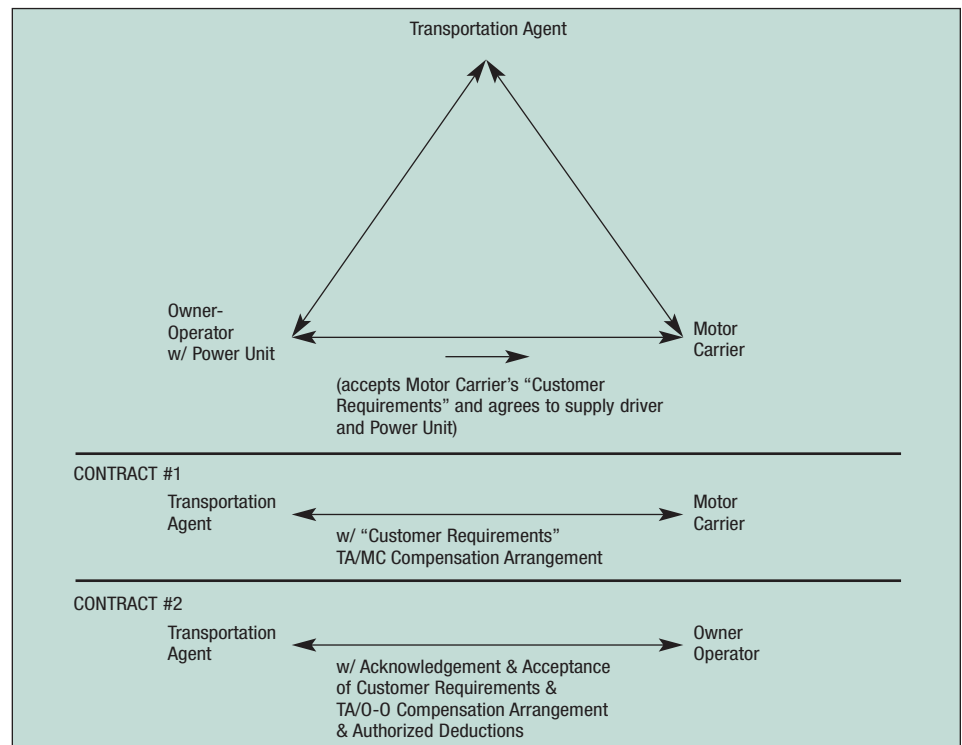 Transportation Agent
Owner-
Operator
w/ Power Unit
Motor
Carrier
(accepts Motor Carrier’s “Customer
Requirements” and agrees to supply driver
and Power Unit)
CONTRACT #1
Transportation
Agent
Motor
Carrier
w/ “Customer Requirements”
TA/MC Compensation Arrangement
CONTRACT #2
Transportation
Agent
Owner
Operator
w/ Acknowledgement & Acceptance
of Customer Requirements &
TA/O-O Compensation Arrangement
& Authorized Deductions